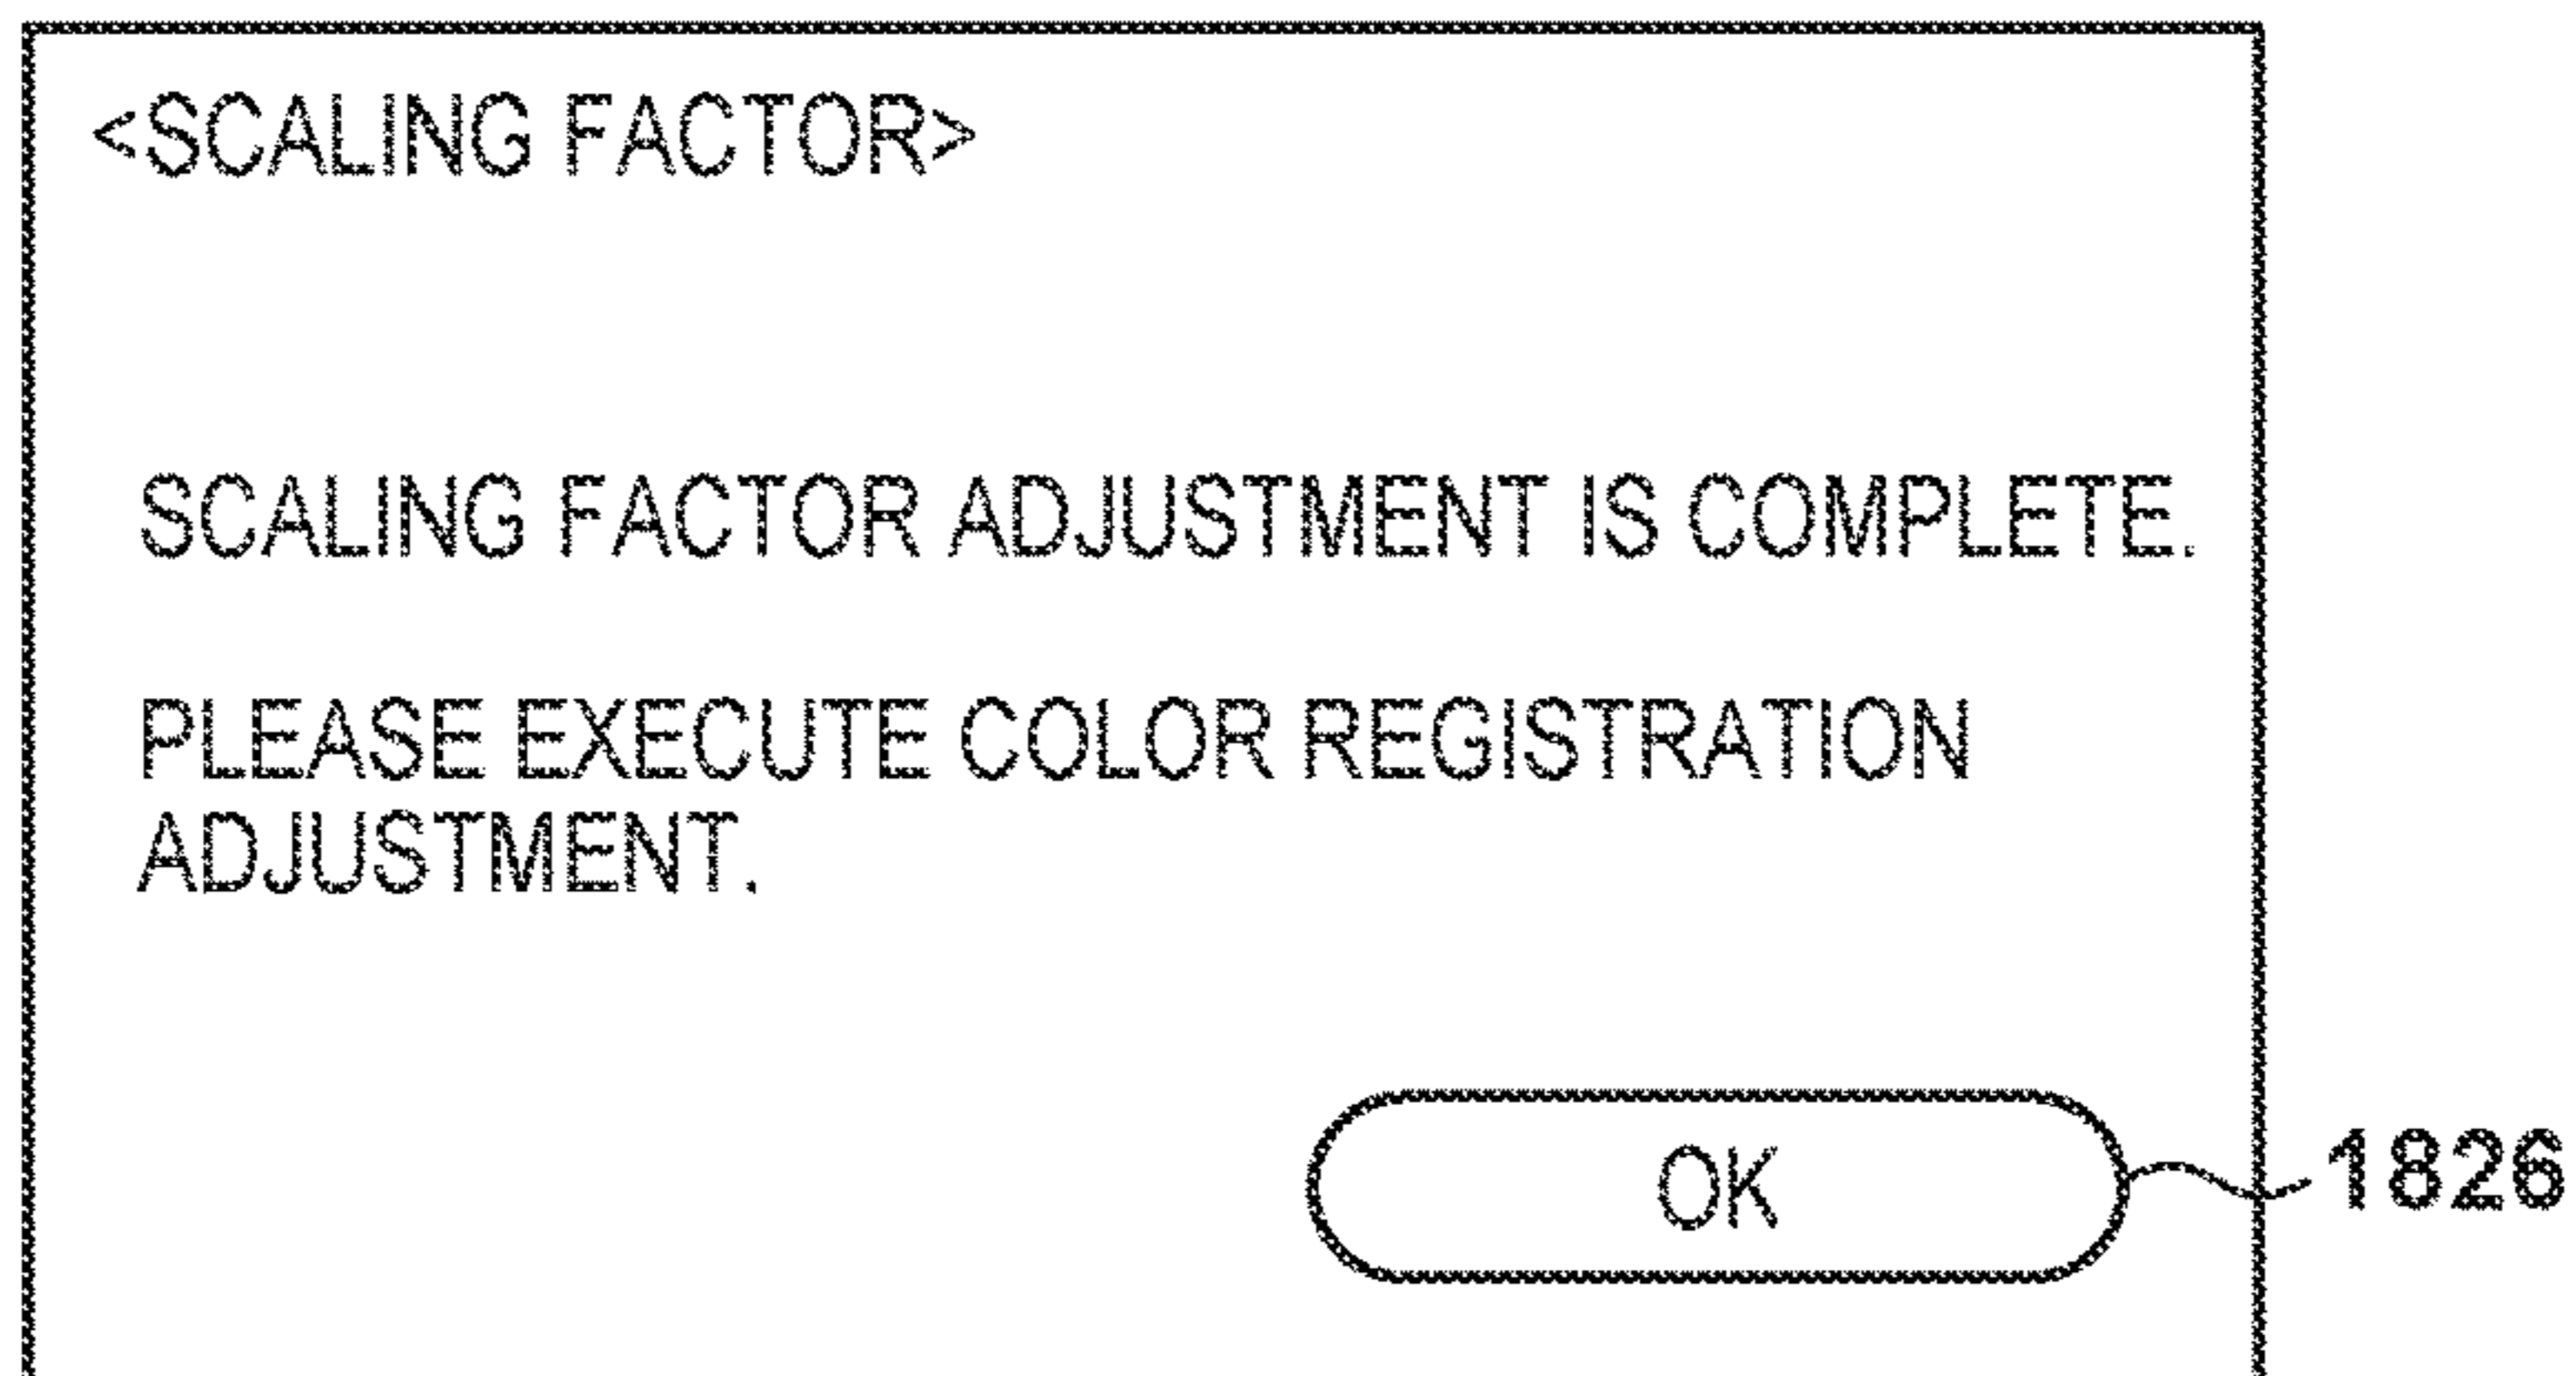 <SCALING FACTOR>
SCALING FACTOR ADJUSTMENT IS COMPLETE.
PLEASE EXECUTE COLOR REGISTRATION
ADJUSTMENT.
OK
1826